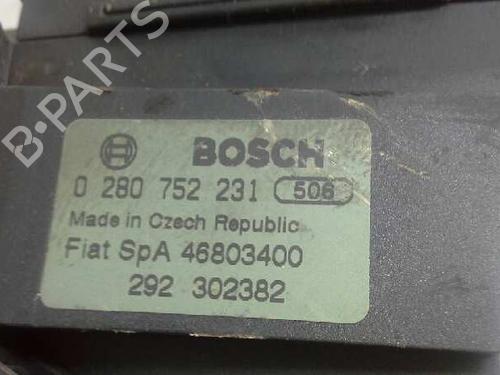 B-PARTS
BOSCH
0 280 752 231 506
Made in Czech Republic
Fiat SpA 46803400
292 302382